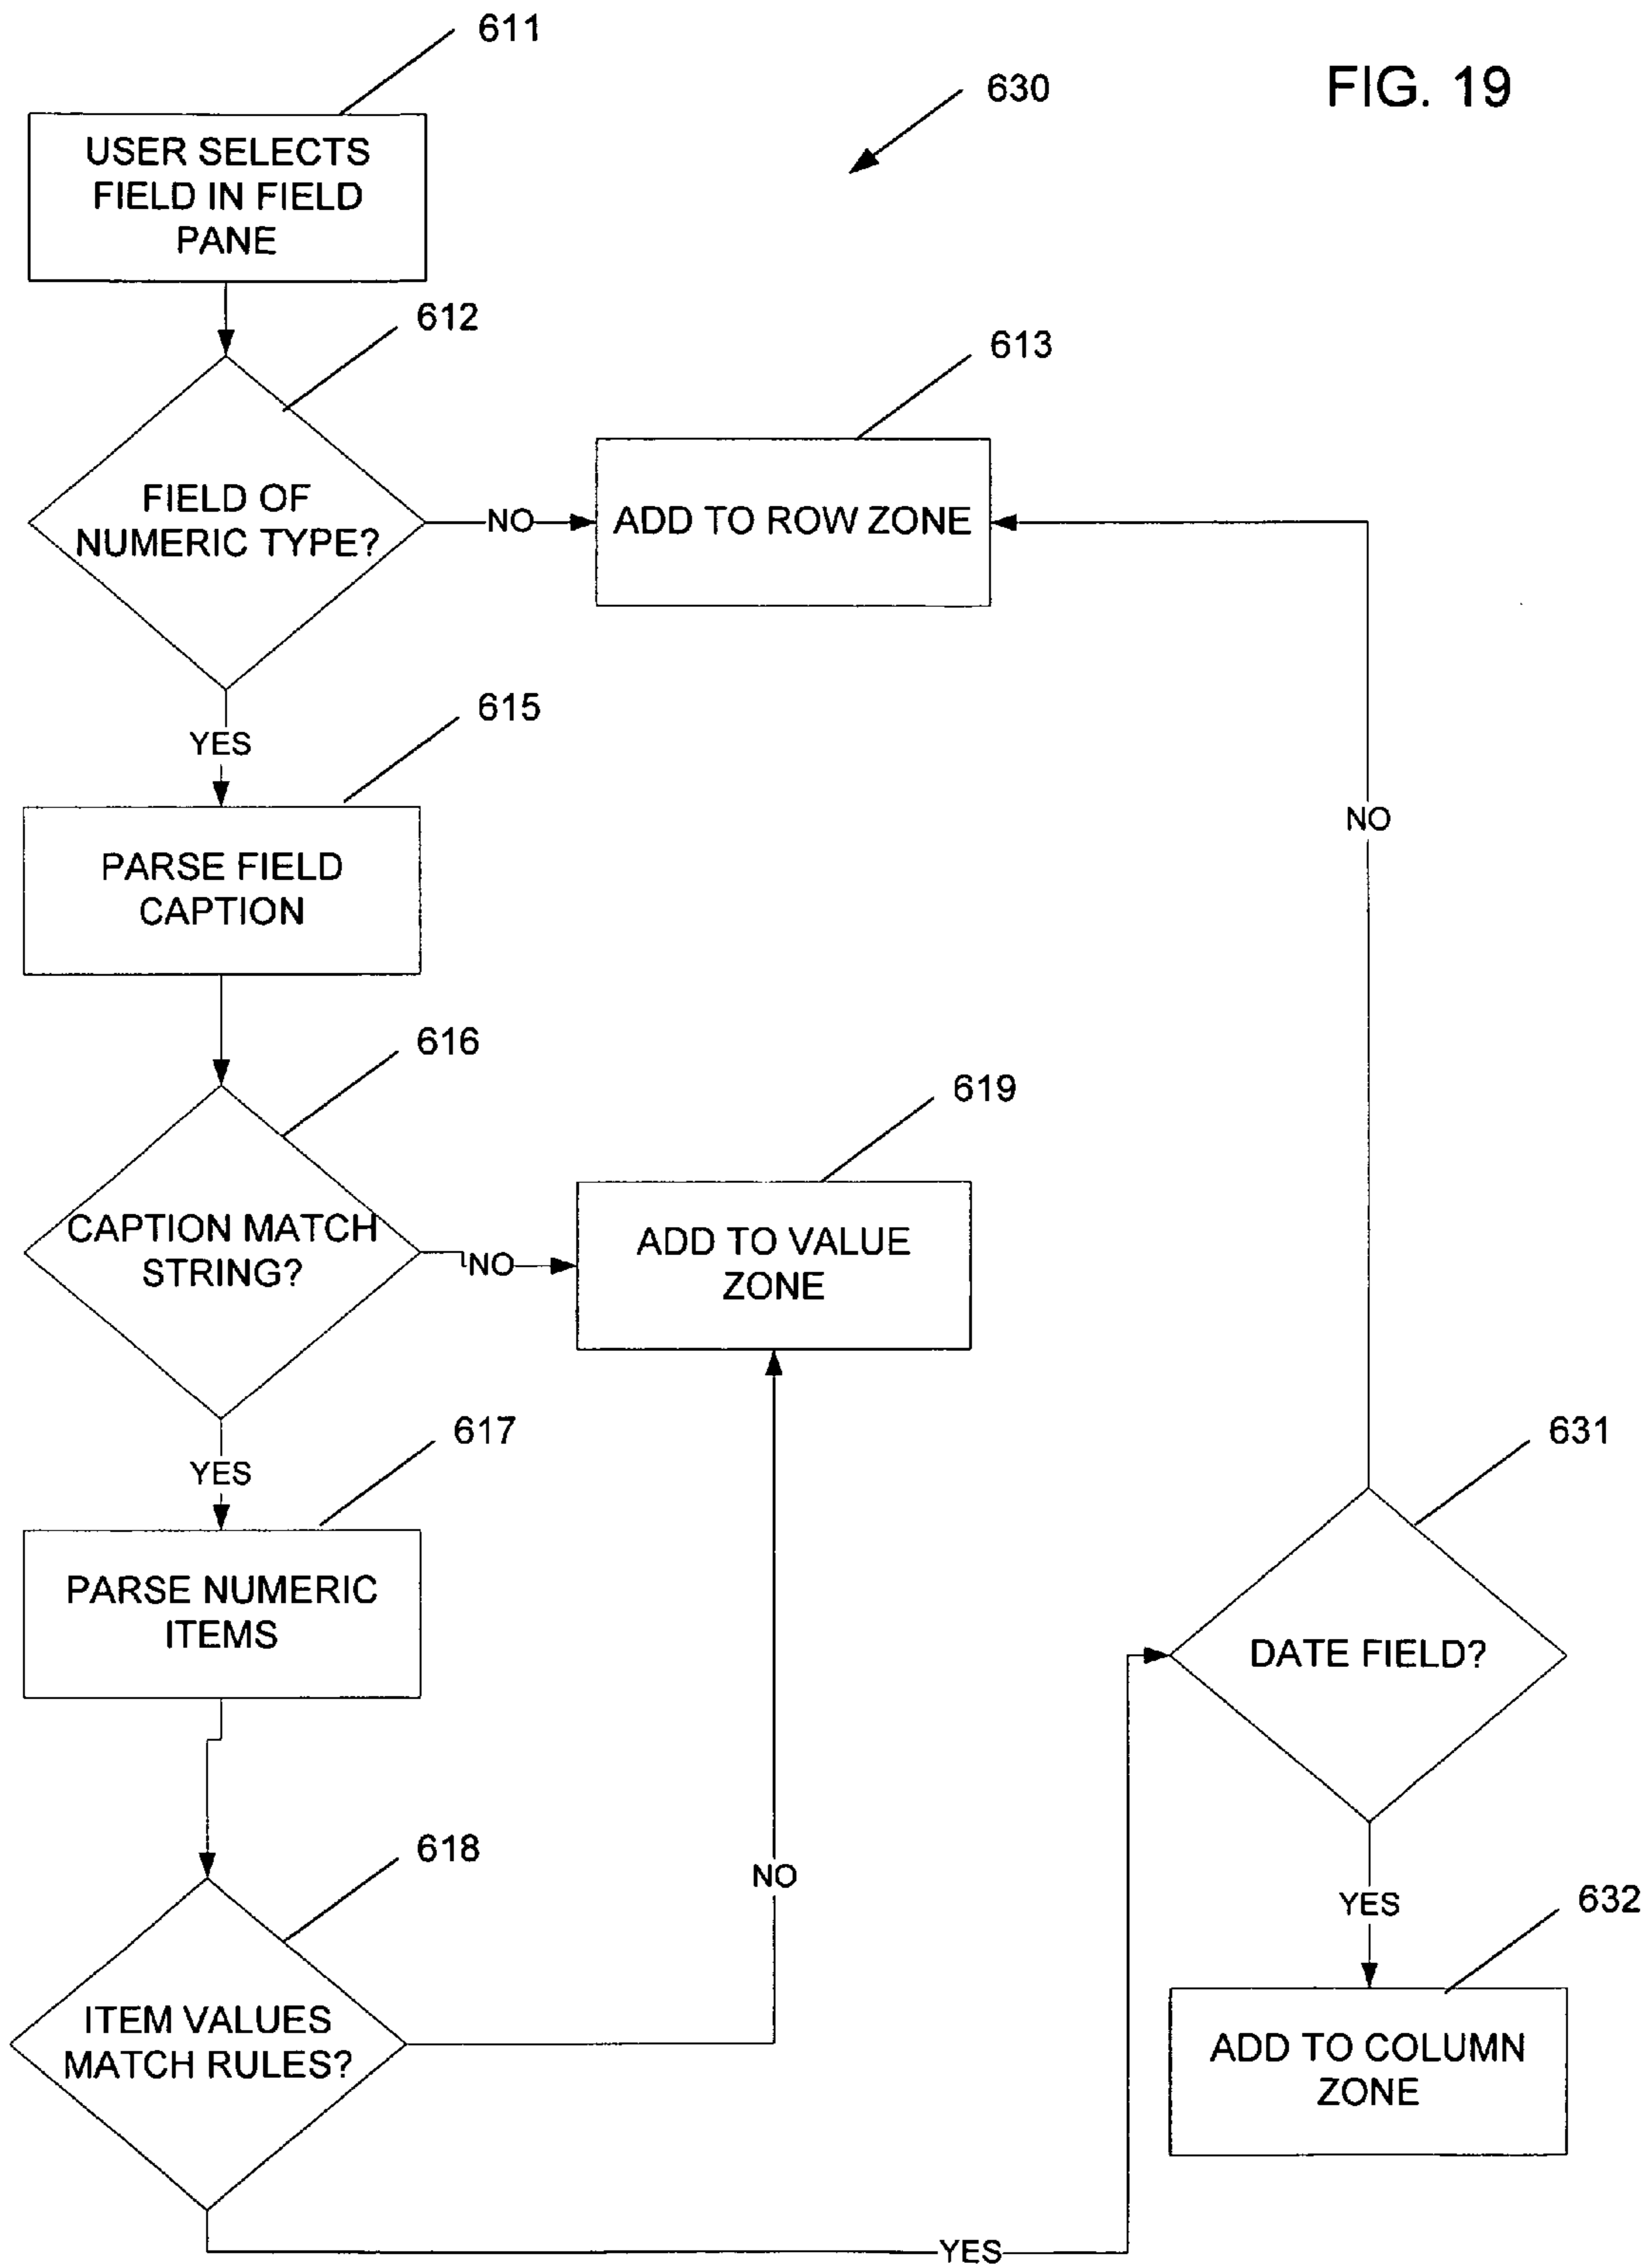 611
630
FIG. 19
USER SELECTS
FIELD IN FIELD
PANE
612
613
FIELD OF
NUMERIC TYPE?
NO
ADD TO ROW ZONE
YES
615
NO
PARSE FIELD
CAPTION
616
619
CAPTION MATCH
STRING?
NO
ADD TO VALUE
ZONE
617
631
YES
PARSE NUMERIC
ITEMS
DATE FIELD?
618
NO
YES
632
ITEM VALUES
MATCH RULES?
ADD TO COLUMN
ZONE
YES